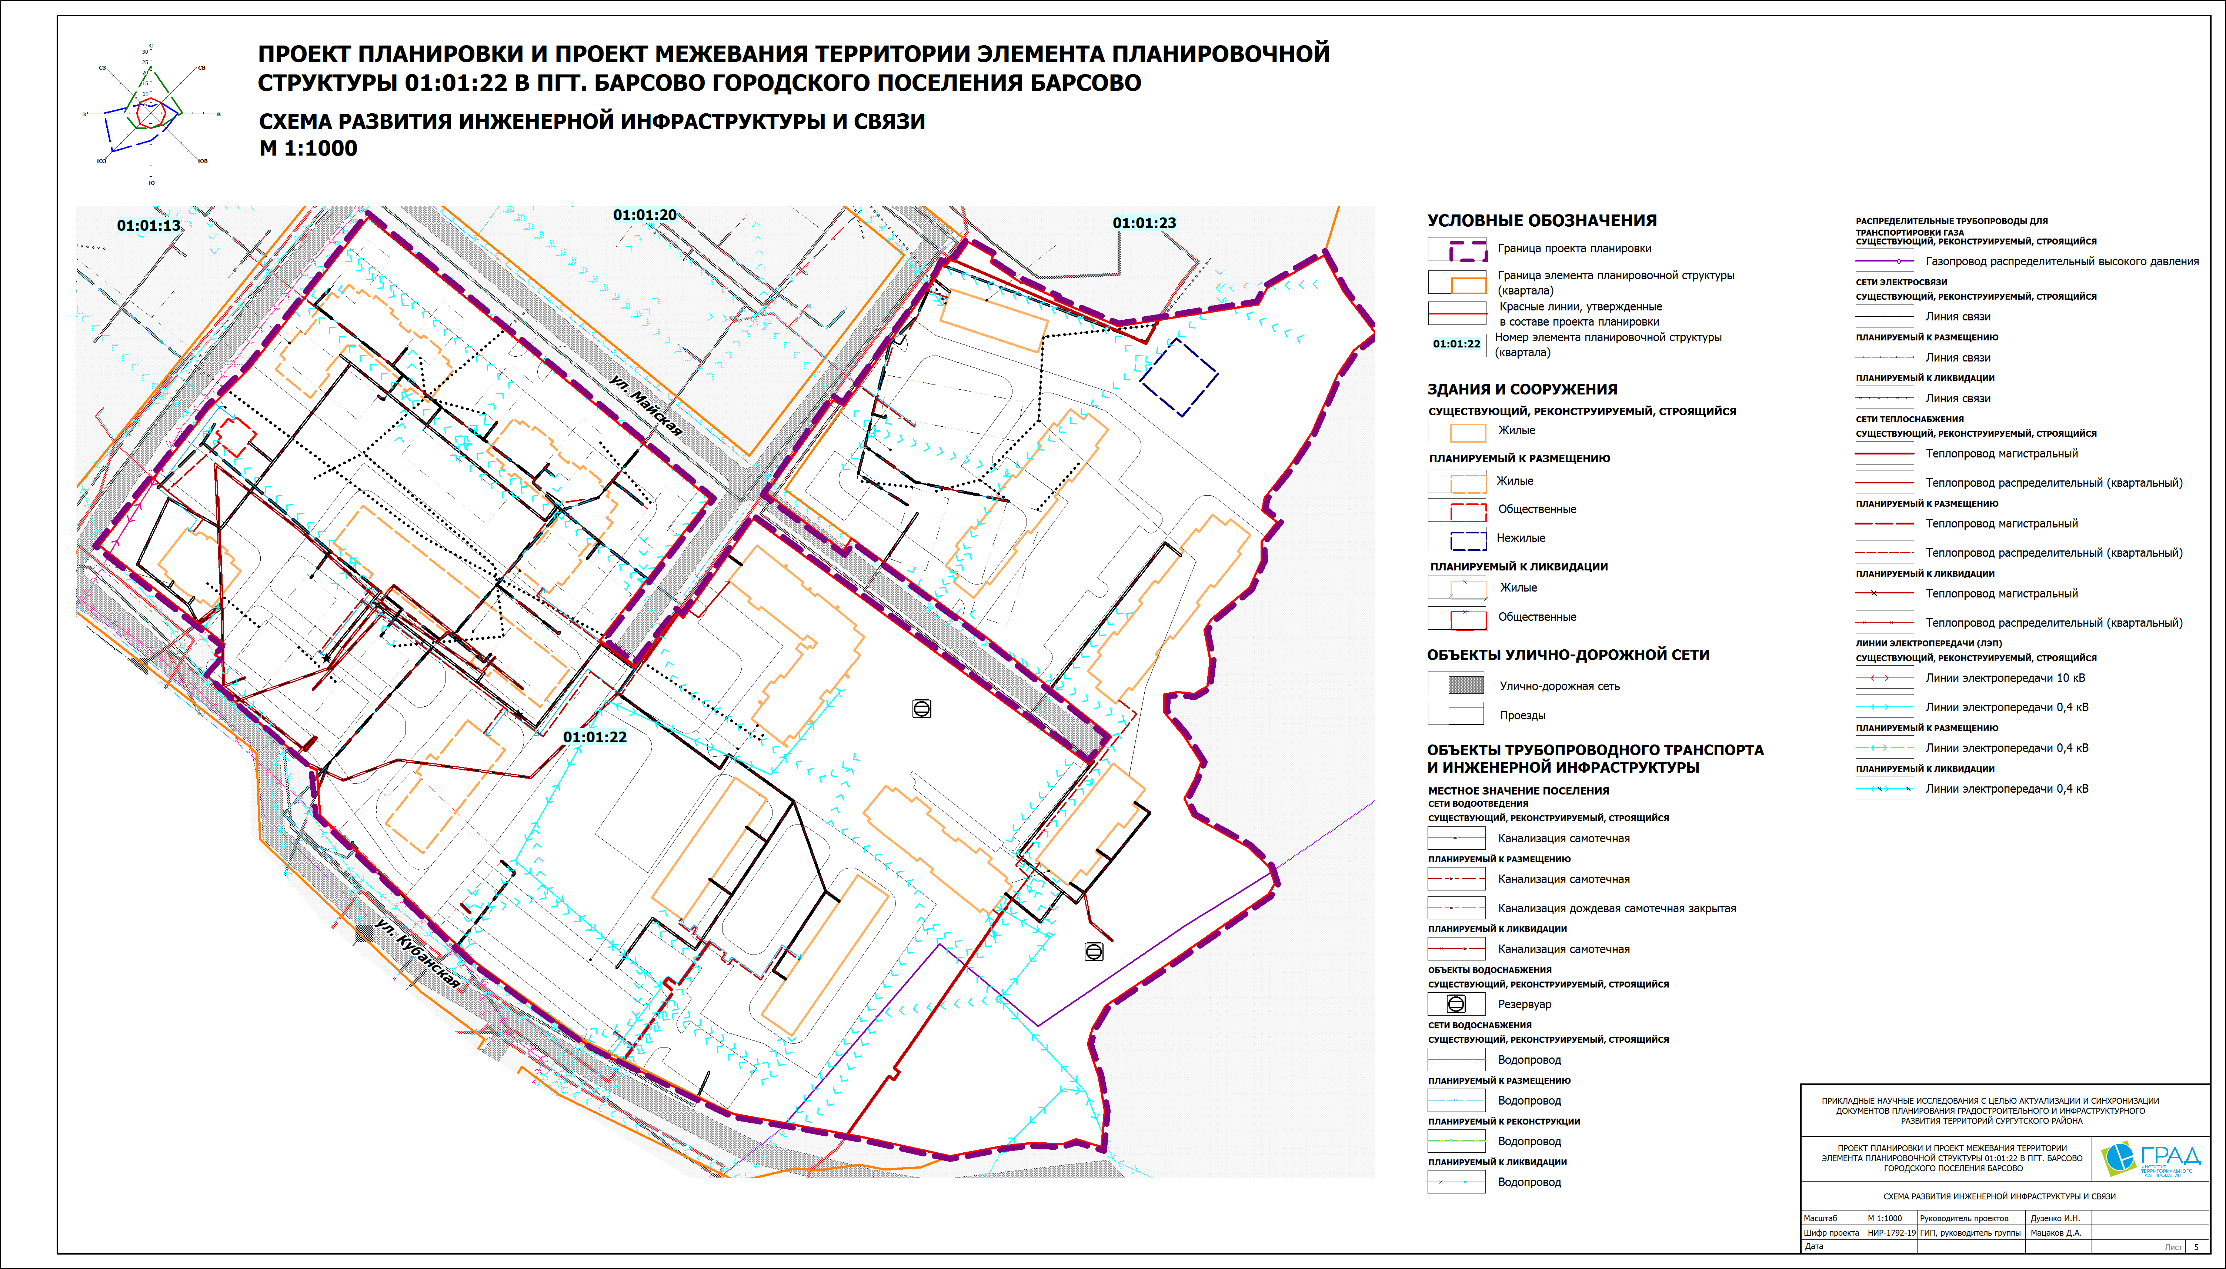 ПРОЕКТ ПЛАНИРОВКИ И ПРОЕКТ МЕЖЕВАНИЯ ТЕРРИТОРИИ ЭЛЕМЕНТА ПЛАНИРОВОЧНОЙ
СТРУКТУРЫ 01:01:22 В ПГТ. БАРСОВО ГОРОДСКОГО ПОСЕЛЕНИЯ БАРСОВО
СХЕМА РАЗВИТИЯ ИНЖЕНЕРНОЙ ИНФРАСТРУКТУРЫ И СВЯЗИ
М 1:1000
С
30
25
СЗ
СВ
В
ЮЗ
ЮВ
Ю
01:01:13
01:01:20
01:01:23
ул. Майская
01:01:22
ул. Кубанская
УСЛОВНЫЕ ОБОЗНАЧЕНИЯ
Граница проекта планировки
Граница элемента планировочной структуры
(квартала)
Красные линии, утвержденные
в составе проекта планировки
01:01:22
Номер элемента планировочной структуры
(квартала)
ЗДАНИЯ И СООРУЖЕНИЯ
СУЩЕСТВУЮЩИЙ, РЕКОНСТРУИРУЕМЫЙ, СТРОЯЩИЙСЯ
Жилые
ПЛАНИРУЕМЫЙ К РАЗМЕЩЕНИЮ
Жилые
Общественные
Нежилые
ПЛАНИРУЕМЫЙ К ЛИКВИДАЦИИ
Жилые
Общественные
ОБЪЕКТЫ УЛИЧНО-ДОРОЖНОЙ СЕТИ
Улично-дорожная сеть
Проезды
ОБЪЕКТЫ ТРУБОПРОВОДНОГО ТРАНСПОРТА
И ИНЖЕНЕРНОЙ ИНФРАСТРУКТУРЫ
МЕСТНОЕ ЗНАЧЕНИЕ ПОСЕЛЕНИЯ
СЕТИ ВОДООТВЕДЕНИЯ
СУЩЕСТВУЮЩИЙ, РЕКОНСТРУИРУЕМЫЙ, СТРОЯЩИЙСЯ
Канализация самотечная
ПЛАНИРУЕМЫЙ К РАЗМЕЩЕНИЮ
Канализация самотечная
Канализация дождевая самотечная закрытая
ПЛАНИРУЕМЫЙ К ЛИКВИДАЦИИ
Канализация самотечная
ОБЪЕКТЫ ВОДОСНАБЖЕНИЯ
СУЩЕСТВУЮЩИЙ, РЕКОНСТРУИРУЕМЫЙ, СТРОЯЩИЙСЯ
Резервуар
СЕТИ ВОДОСНАБЖЕНИЯ
СУЩЕСТВУЮЩИЙ, РЕКОНСТРУИРУЕМЫЙ, СТРОЯЩИЙСЯ
Водопровод
ПЛАНИРУЕМЫЙ К РАЗМЕЩЕНИЮ
Водопровод
ПЛАНИРУЕМЫЙ К РЕКОНСТРУКЦИИ
Водопровод
ПЛАНИРУЕМЫЙ К ЛИКВИДАЦИИ
Водопровод
РАСПРЕДЕЛИТЕЛЬНЫЕ ТРУБОПРОВОДЫ ДЛЯ
ТРАНСПОРТИРОВКИ ГАЗА
СУЩЕСТВУЮЩИЙ, РЕКОНСТРУИРУЕМЫЙ, СТРОЯЩИЙСЯ
Газопровод распределительный высокого давления
СЕТИ ЭЛЕКТРОСВЯЗИ
СУЩЕСТВУЮЩИЙ, РЕКОНСТРУИРУЕМЫЙ, СТРОЯЩИЙСЯ
Линия связи
ПЛАНИРУЕМЫЙ К РАЗМЕЩЕНИЮ
Линия связи
ПЛАНИРУЕМЫЙ К ЛИКВИДАЦИИ
Линия связи
СЕТИ ТЕПЛОСНАБЖЕНИЯ
СУЩЕСТВУЮЩИЙ, РЕКОНСТРУИРУЕМЫЙ, СТРОЯЩИЙСЯ
Теплопровод магистральный
Теплопровод распределительный (квартальный)
ПЛАНИРУЕМЫЙ К РАЗМЕЩЕНИЮ
Теплопровод магистральный
Теплопровод распределительный (квартальный)
ПЛАНИРУЕМЫЙ К ЛИКВИДАЦИИ
Теплопровод магистральный
Теплопровод распределительный (квартальный)
ЛИНИИ ЭЛЕКТРОПЕРЕДАЧИ (ЛЭП)
СУЩЕСТВУЮЩИЙ, РЕКОНСТРУИРУЕМЫЙ, СТРОЯЩИЙСЯ
Линии электропередачи 10 кВ
Линии электропередачи 0,4 кВ
ПЛАНИРУЕМЫЙ К РАЗМЕЩЕНИЮ
Линии электропередачи 0,4 кВ
ПЛАНИРУЕМЫЙ К ЛИКВИДАЦИИ
Линии электропередачи 0,4 кВ
ПРИКЛАДНЫЕ НАУЧНЫЕ ИССЛЕДОВАНИЯ С ЦЕЛЬЮ АКТУАЛИЗАЦИИ И СИНХРОНИЗАЦИИ
ДОКУМЕНТОВ ПЛАНИРОВАНИЯ ГРАДОСТРОИТЕЛЬНОГО И ИНФРАСТРУКТУРНОГО
РАЗВИТИЯ ТЕРРИТОРИЙ СУРГУТСКОГО РАЙОНА
ПРОЕКТ ПЛАНИРОВКИ И ПРОЕКТ МЕЖЕВАНИЯ ТЕРРИТОРИИ
ЭЛЕМЕНТА ПЛАНИРОВОЧНОЙ СТРУКТУРЫ 01:01:22 В ПГТ. БАРСОВО
ГОРОДСКОГО ПОСЕЛЕНИЯ БАРСОВО
ГРАД
ИНСТИТУТ
ТЕРРИТОРИАЛЬНОГО
ПЛАНИРОВАНИЯ
СХЕМА РАЗВИТИЯ ИНЖЕНЕРНОЙ ИНФРАСТРУКТУРЫ И СВЯЗИ
Масштаб М 1:1000 Руководитель проектов Дузенко И.Н.
Шифр проекта НИР-1792-19 ГИП, руководитель группы Мацаков Д.А.
Дата Лист 5